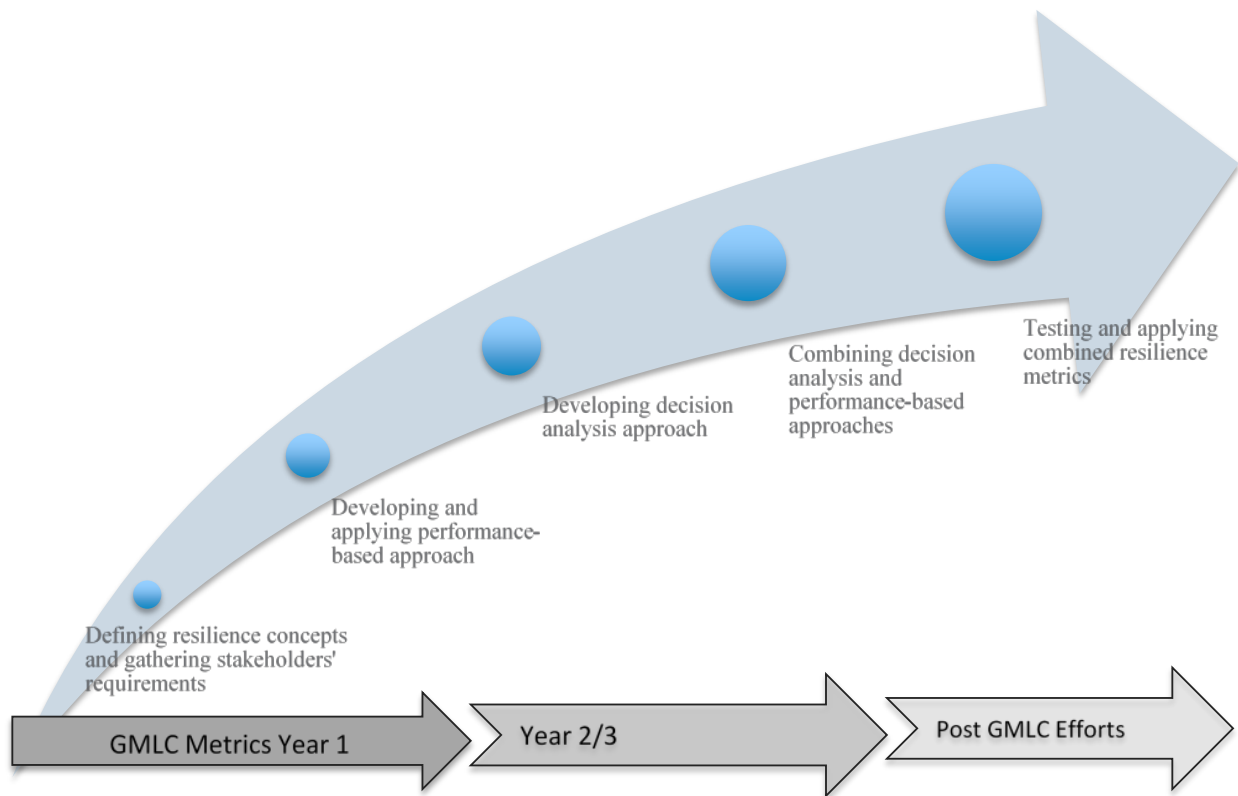 Testing and applying
combined resilience
metrics
Combining decision
analysis and
performance-based
approaches
Developing decision
analysis approach
Developing and
applying performance-
based approach
Defining resilience concepts
and gathering stakeholders'
requirements
GMLC Metrics Year 1
Year 2/3
Post GMLC Efforts